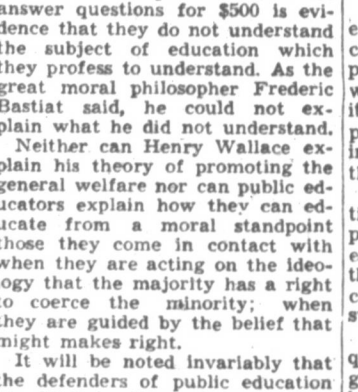 answer questions for $500 is evi-
dence that they do not understand
the subject of education which
they profess to understand. As the
great moral philosopher Frederic
Bastiat said, he could not ex-
plain what he did not understand.
Neither can Henry Wallace ex-
plain his theory of promoting the
general welfare nor can public ed-
ucators explain how they can ed-
ucate from a moral standpoint
those they come in contact with
when they are acting on the ideo-
logy that the majority has a right
to coerce the minority; when
they are guided by the belief that
might makes right.
It will be noted invariably that
the defenders of public education